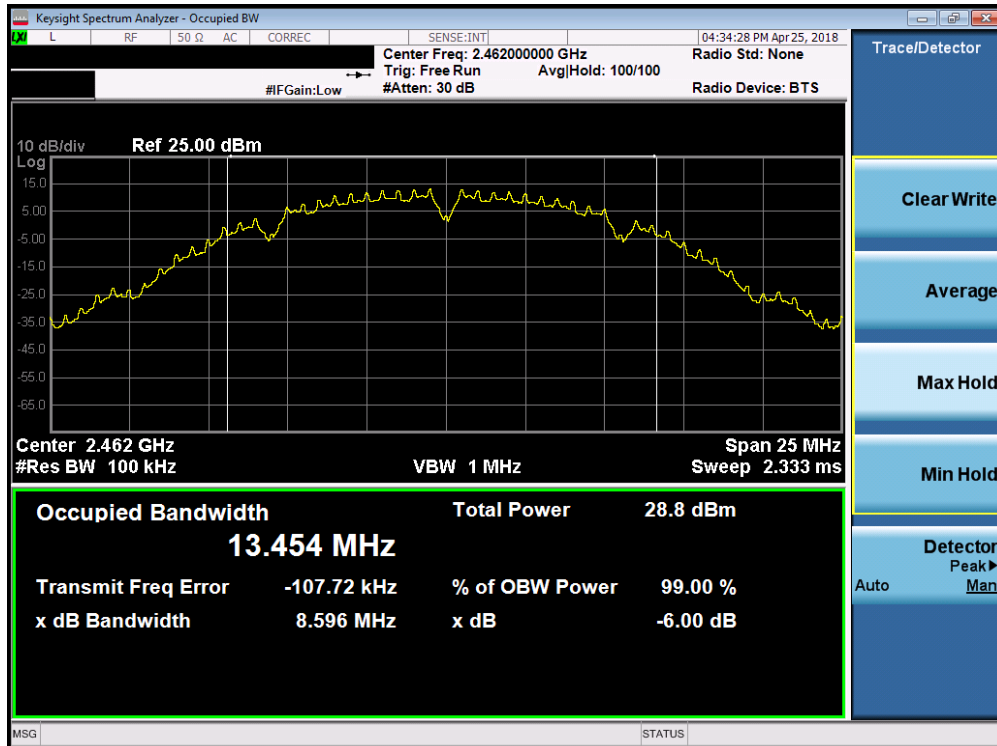 Keysight Spectrum Analyzer - Occupied BW
LXI L RF 50 Ω AC CORREC SENSE:INT 04:34:28 PM Apr 25, 2018
Center Freq: 2.462000000 GHz Radio Std: None
Trig: Free Run Avg|Hold: 100/100
#IFGain:Low #Atten: 30 dB Radio Device: BTS
Trace/Detector
10 dB/div Ref 25.00 dBm
Log
15.0
5.00
-5.00
-15.0
-25.0
-35.0
-45.0
-55.0
-65.0
Center 2.462 GHz Span 25 MHz
#Res BW 100 kHz VBW 1 MHz Sweep 2.333 ms
Occupied Bandwidth Total Power 28.8 dBm
13.454 MHz
Transmit Freq Error -107.72 kHz % of OBW Power 99.00 %
x dB Bandwidth 8.596 MHz x dB -6.00 dB
Clear Write
Average
Max Hold
Min Hold
Detector
Peak▶
Auto Man
MSG STATUS